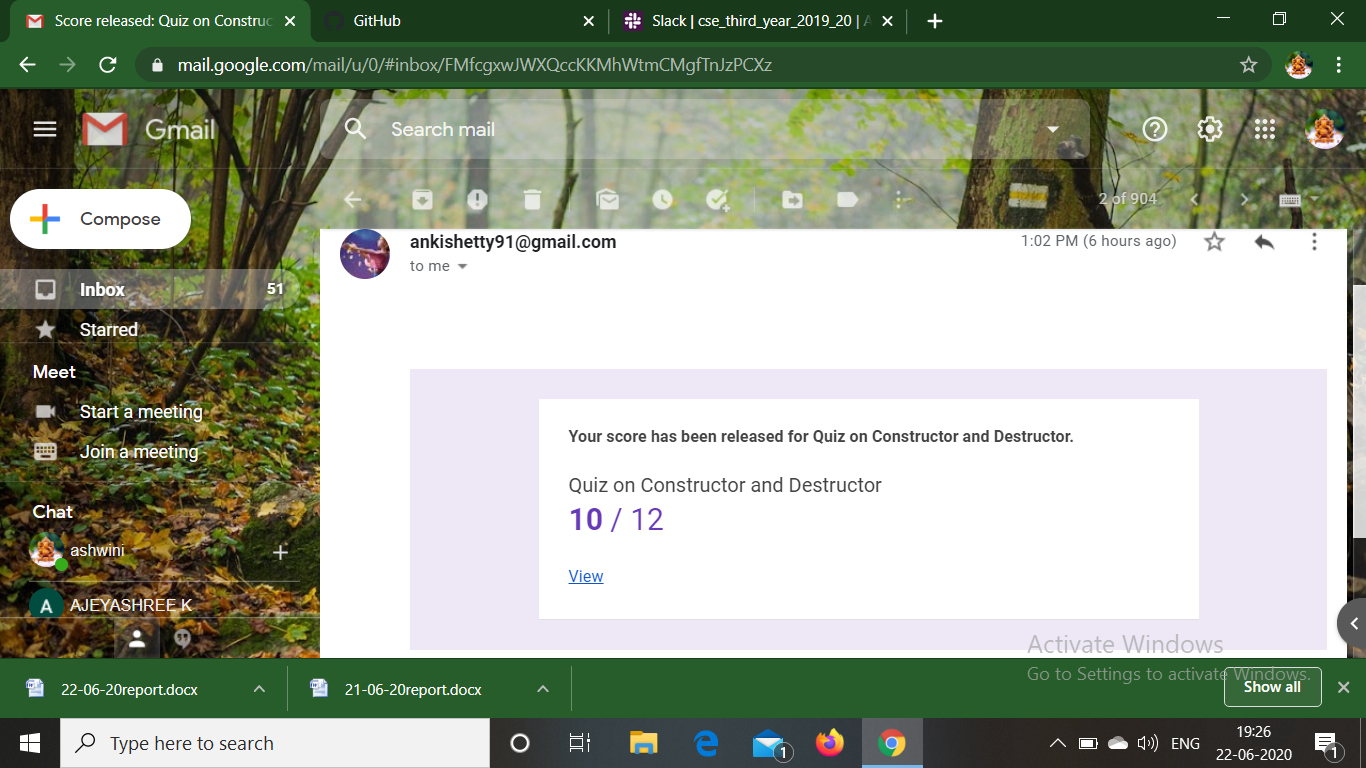 Score released: Quiz on Construc
GitHub
Slack | cse_third_year_2019_20 | A
mail.google.com/mail/u/0/#inbox/FMfcgxwJWXQccKKMhWtmCMgfTnJzPCXz
Gmail
Search mail
Compose
2 of 904
Inbox 51
Starred
Meet
Start a meeting
Join a meeting
Chat
ashwini
A AJEYASHREE K
ankishetty91@gmail.com
1:02 PM (6 hours ago)
to me
Your score has been released for Quiz on Constructor and Destructor.
Quiz on Constructor and Destructor
10 / 12
View
Activate Windows
Go to Settings to activate Windows.
22-06-20report.docx
21-06-20report.docx
Show all
Type here to search
1
ENG
19:26
22-06-2020
1